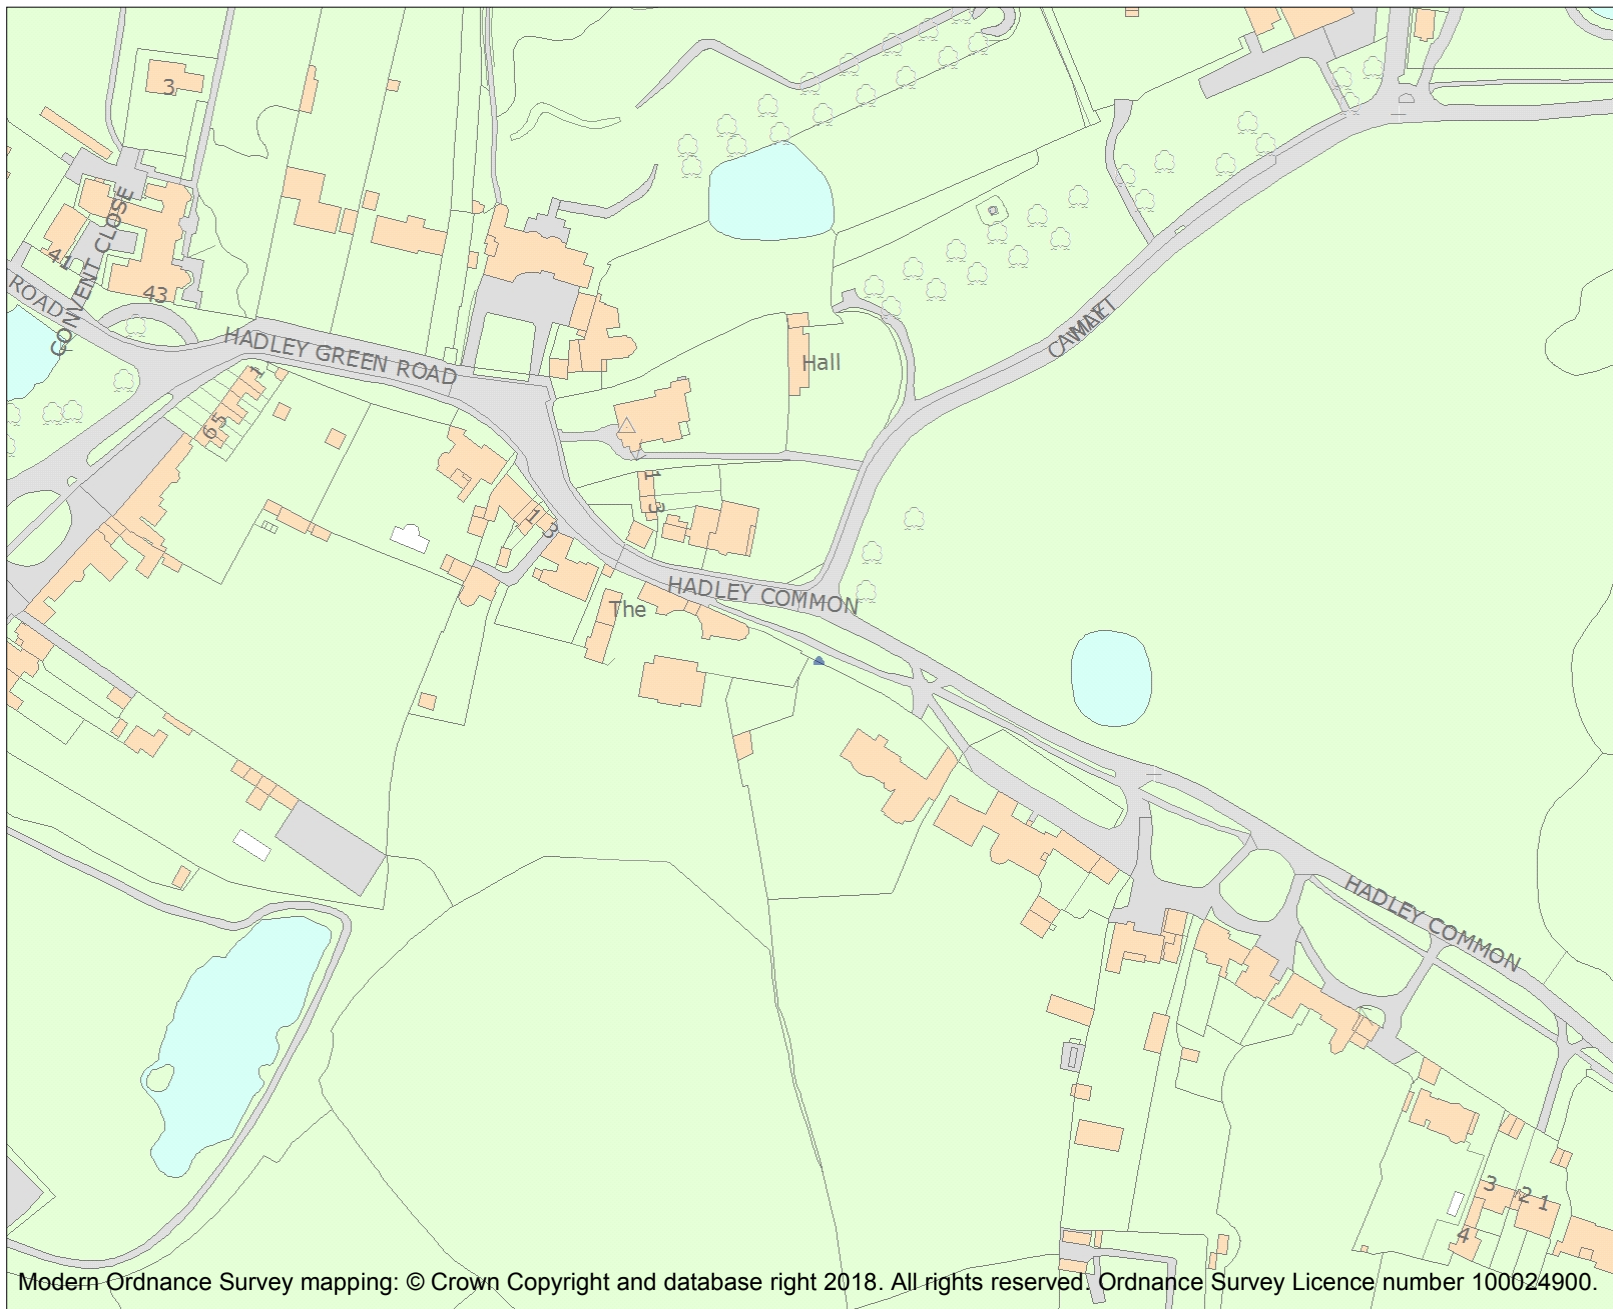 3
CONVENT CLOSE
41
43
ROAD
HADLEY GREEN ROAD
CAMLET
WAY
Hall
1
65
1
3
1
3
HADLEY COMMON
The
HADLEY COMMON
3
2
1
4
Modern Ordnance Survey mapping: © Crown Copyright and database right 2018. All rights reserved. Ordnance Survey Licence number 100024900.